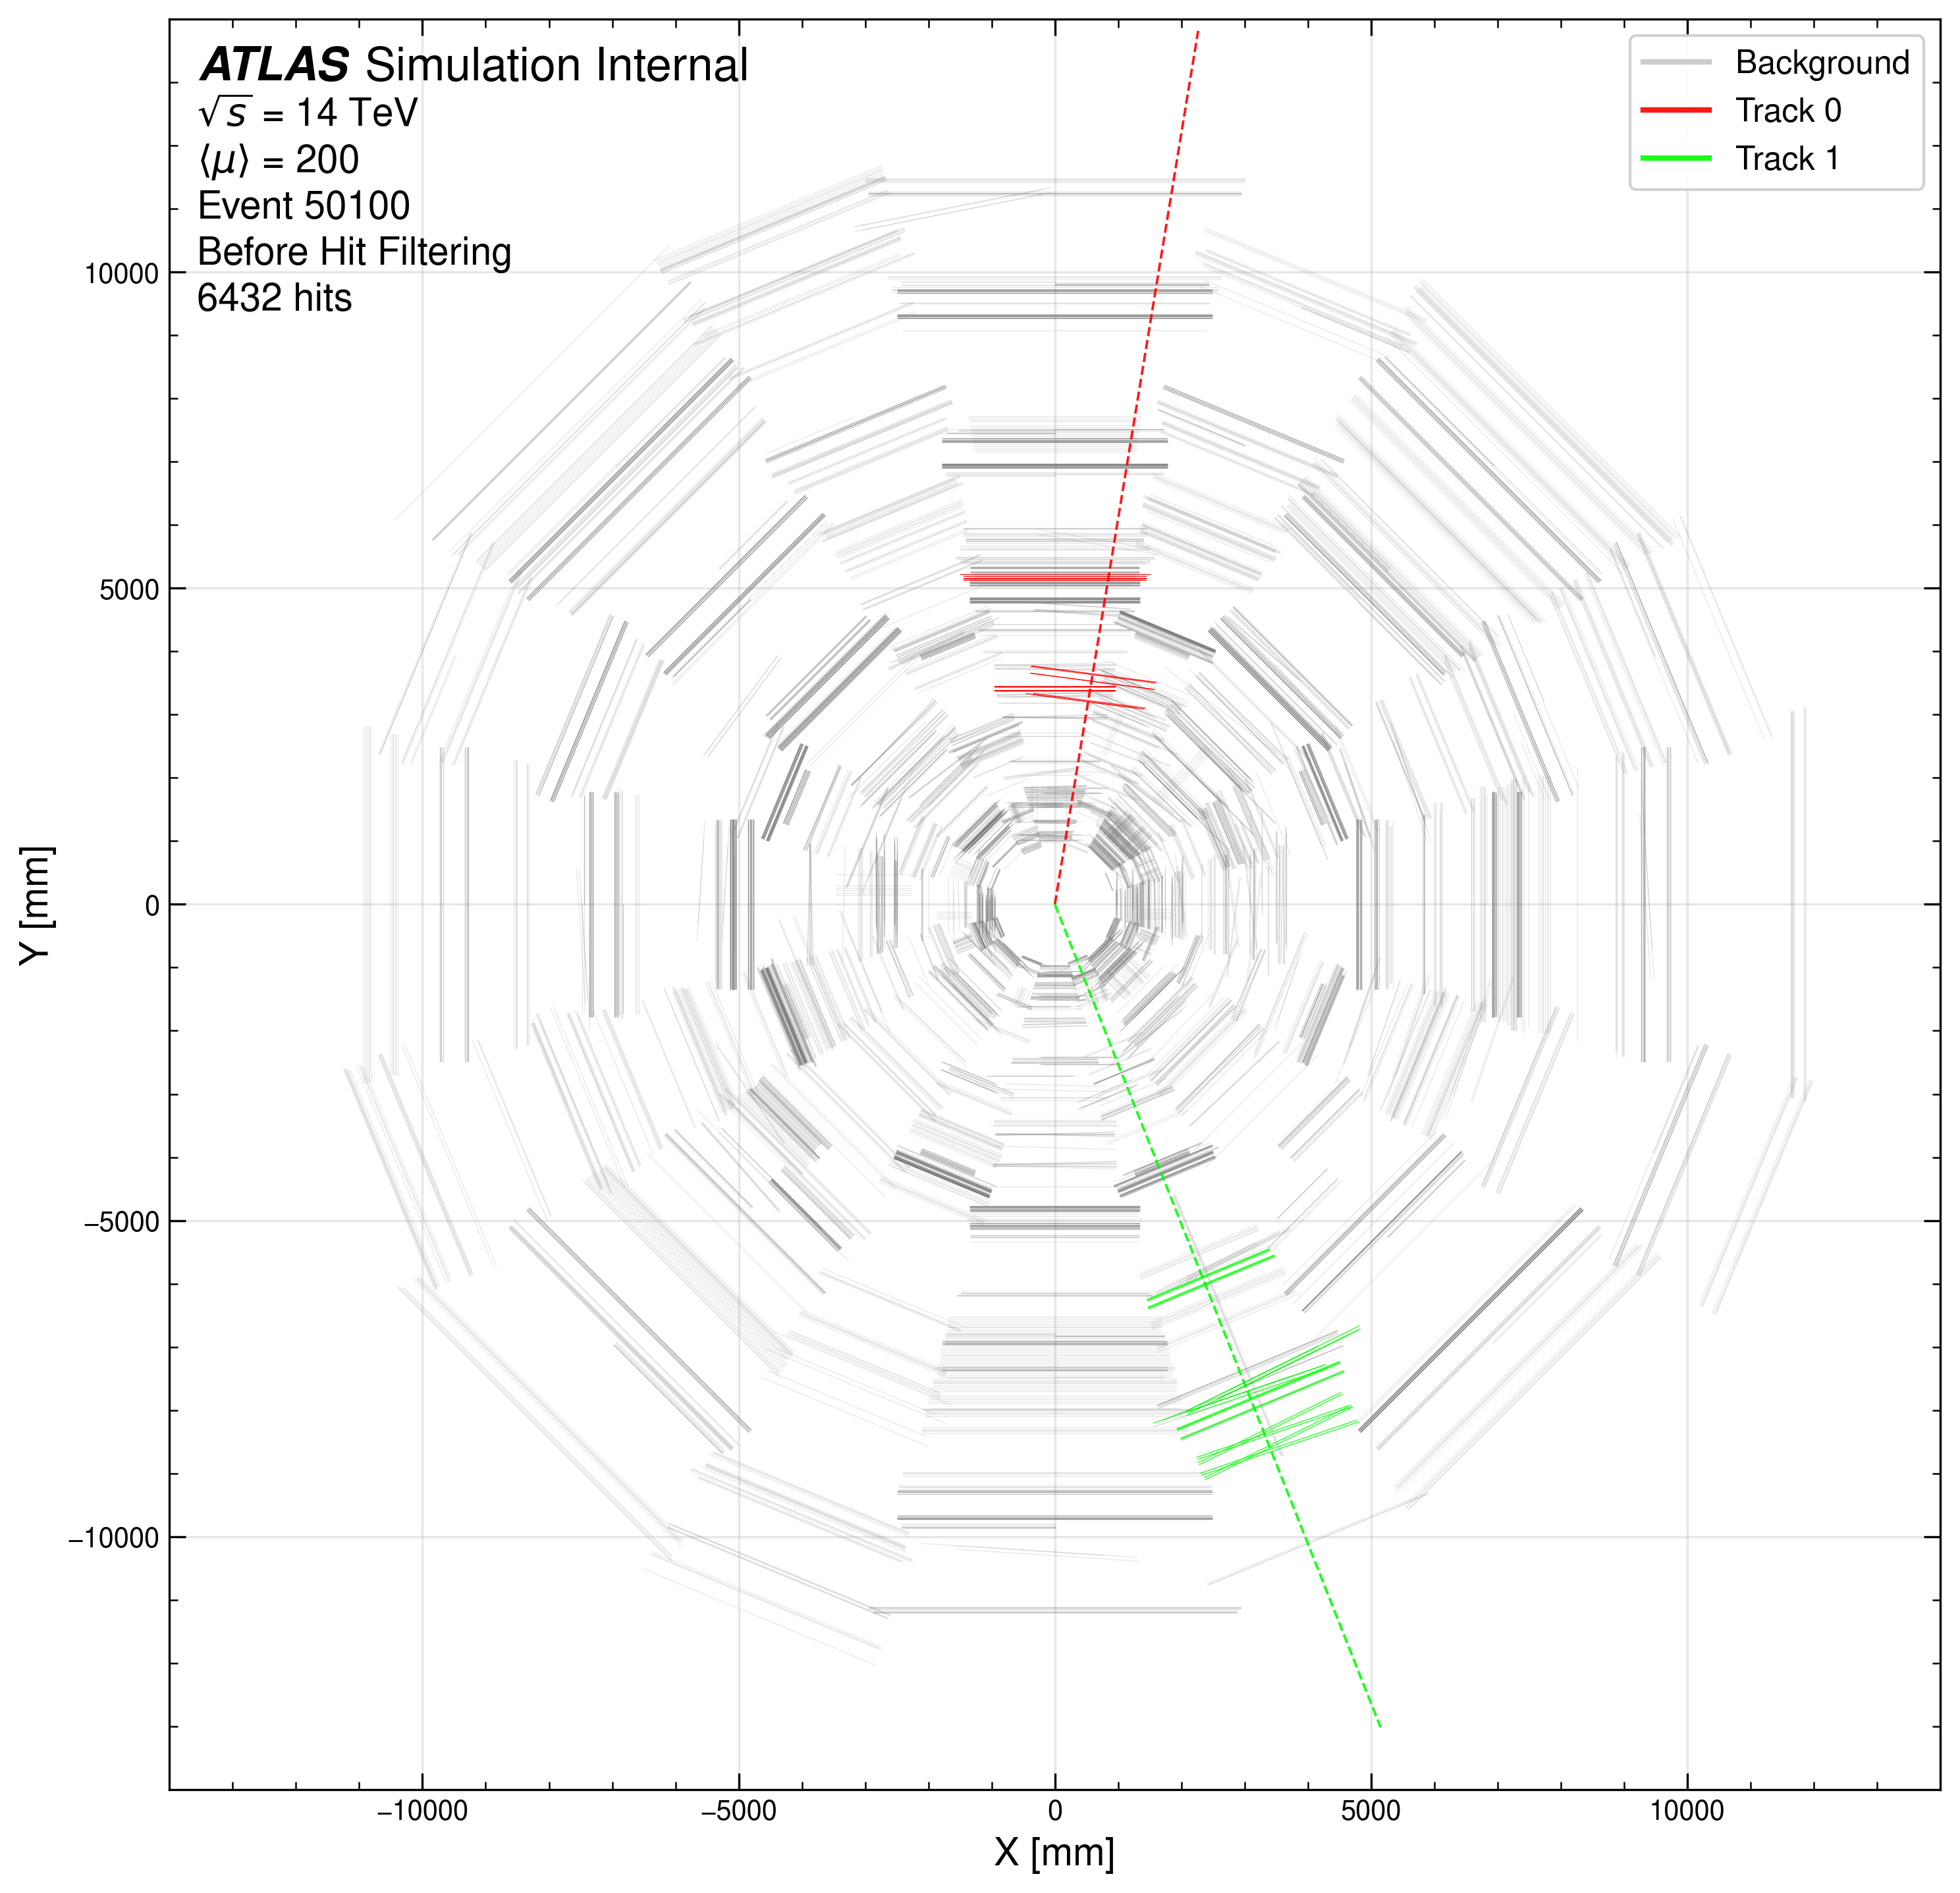 ATLAS Simulation Internal
√s = 14 TeV
⟨μ⟩ = 200
Event 50100
Before Hit Filtering
6432 hits
Background
Track 0
Track 1
10000
5000
0
−5000
−10000
Y [mm]
−10000 −5000 0 5000 10000
X [mm]